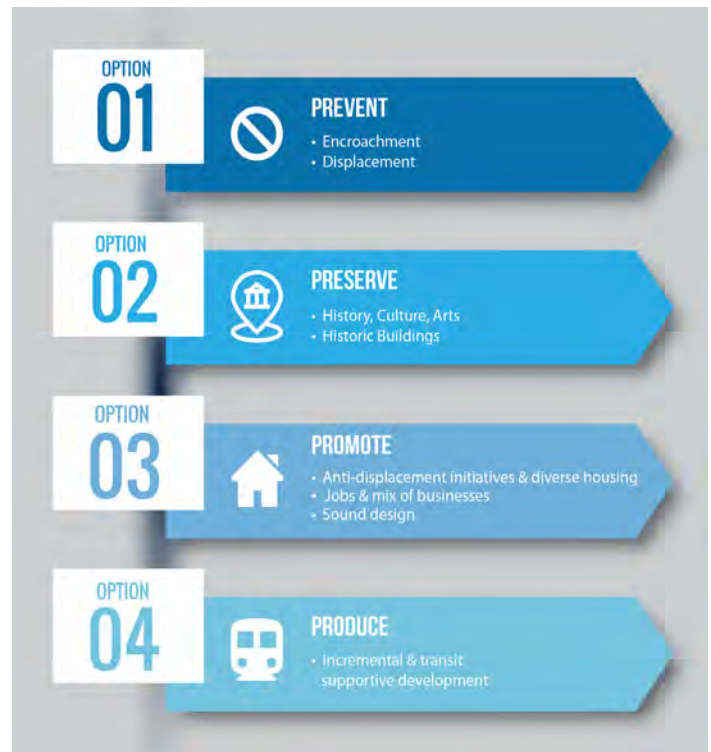 OPTION
01
PREVENT
• Encroachment
• Displacement
OPTION
02
PRESERVE
• History, Culture, Arts
• Historic Buildings
OPTION
03
PROMOTE
• Anti-displacement initiatives & diverse housing
• Jobs & mix of businesses
• Sound design
OPTION
04
PRODUCE
• Incremental & transit
supportive development